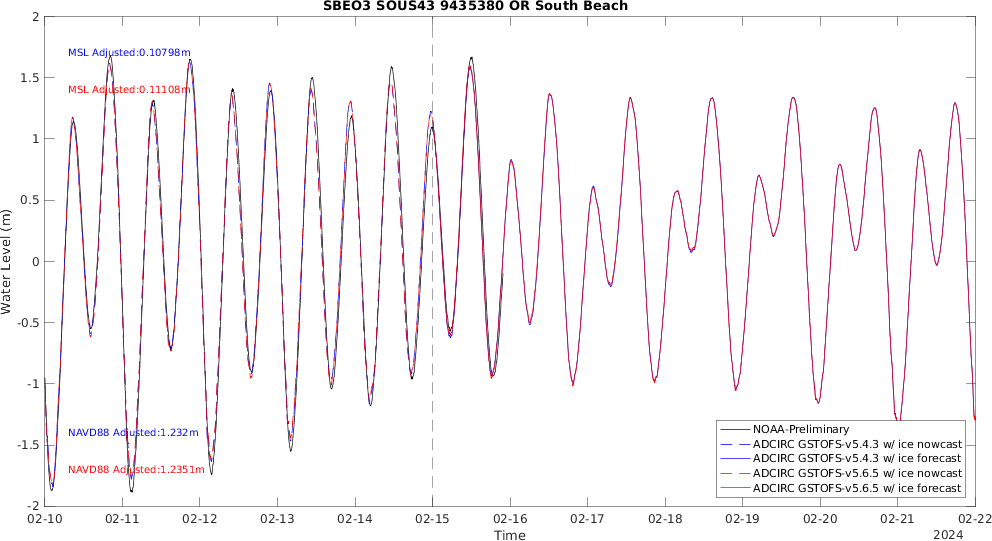 SBEO3 SOUS43 9435380 OR South Beach
2
MSL Adjusted:0.10798m
1.5
MSL Adjusted:0.11108m
1
0.5
0
-0.5
-1
-1.5
-2
Water Level (m)
NAVD88 Adjusted:1.232m
NAVD88 Adjusted:1.2351m
NOAA-Preliminary
ADCIRC GSTOFS-v5.4.3 w/ ice nowcast
ADCIRC GSTOFS-v5.4.3 w/ ice forecast
ADCIRC GSTOFS-v5.6.5 w/ ice nowcast
ADCIRC GSTOFS-v5.6.5 w/ ice forecast
02-10 02-11 02-12 02-13 02-14 02-15 02-16 02-17 02-18 02-19 02-20 02-21 02-22
Time
2024